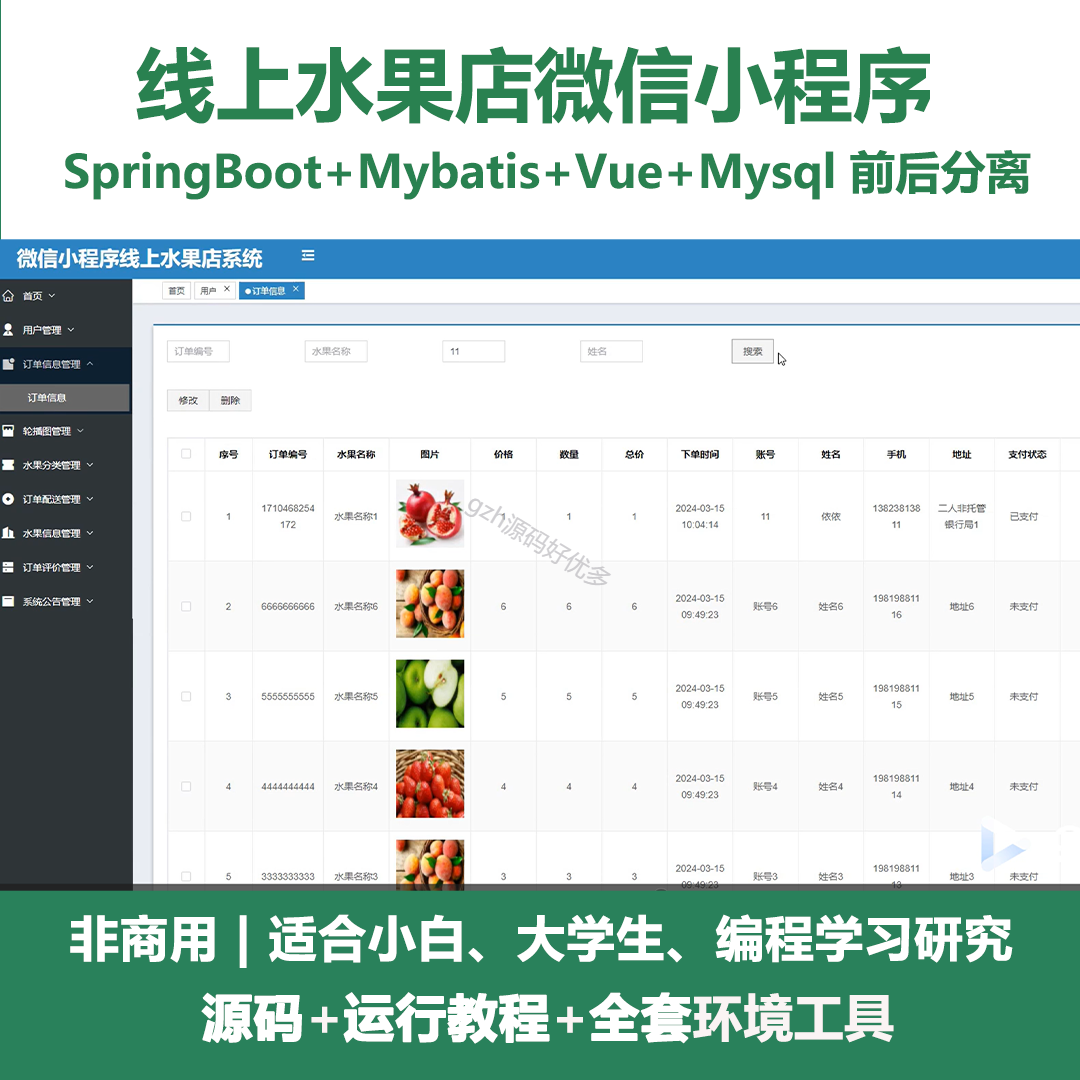 线上水果店微信小程序
SpringBoot+Mybatis+Vue+Mysql 前后分离
微信小程序线上水果店系统
首页
用户管理
订单信息管理
订单信息
轮播图管理
水果分类管理
订单配送管理
水果信息管理
订单评价管理
系统公告管理
首页 用户 × ●订单信息 ×
订单编号 水果名称 11 姓名 搜索
修改 删除
序号 订单编号 水果名称 图片 价格 数量 总价 下单时间 账号 姓名 手机 地址 支付状态
1 1710468254172 水果名称1 1 1 1 2024-03-15 10:04:14 11 依依 13823813811 二人非托管银行局1 已支付
2 6666666666 水果名称6 6 6 6 2024-03-15 09:49:23 账号6 姓名6 19819881116 地址6 未支付
3 5555555555 水果名称5 5 5 5 2024-03-15 09:49:23 账号5 姓名5 19819881115 地址5 未支付
4 4444444444 水果名称4 4 4 4 2024-03-15 09:49:23 账号4 姓名4 19819881114 地址4 未支付
5 3333333333 水果名称3 3 3 3 2024-03-15 09:49:23 账号3 姓名3 19819881113 地址3 未支付
gzh源码好优多
非商用 | 适合小白、大学生、编程学习研究
源码+运行教程+全套环境工具